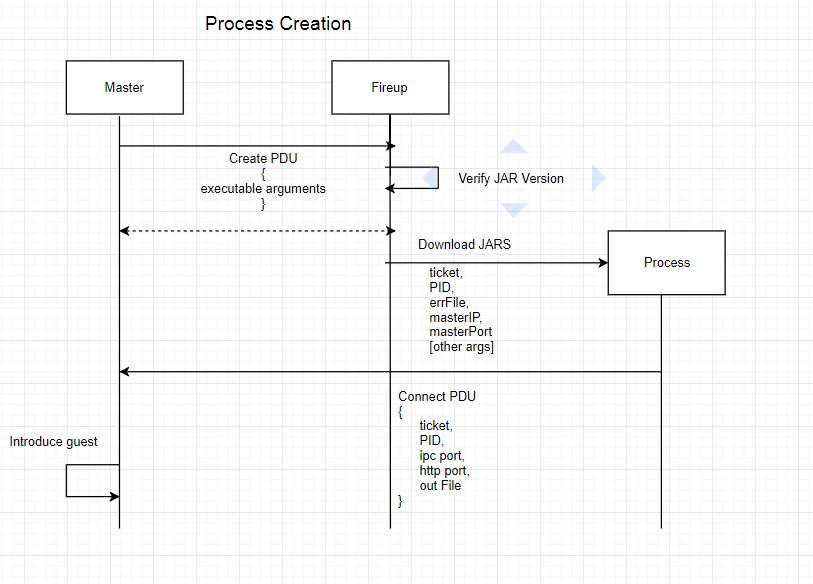 Process Creation
Master
Fireup
Create PDU
{
executable arguments
}
Verify JAR Version
Download JARS
Process
ticket,
PID,
errFile,
masterIP,
masterPort
[other args]
Connect PDU
{
ticket,
PID,
ipc port,
http port,
out File
}
Introduce guest